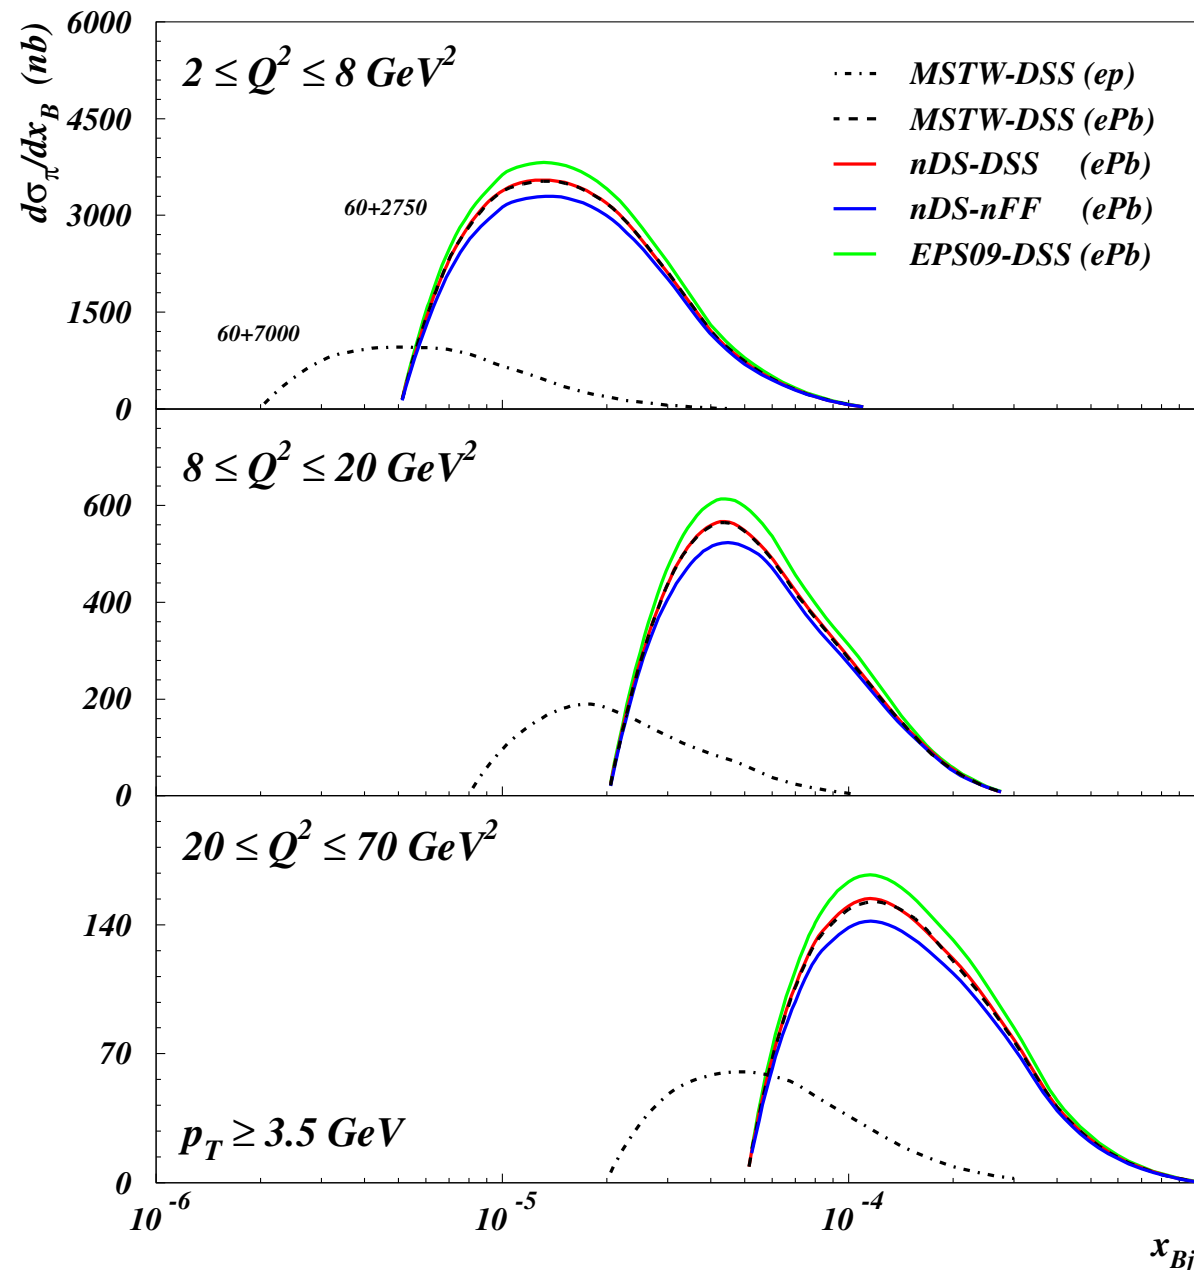 dσ_π/dx_B (nb)
6000
4500
3000
1500
0
2 ≤ Q² ≤ 8 GeV²
MSTW-DSS (ep)
MSTW-DSS (ePb)
nDS-DSS (ePb)
nDS-nFF (ePb)
EPS09-DSS (ePb)
60+2750
60+7000
8 ≤ Q² ≤ 20 GeV²
600
400
200
0
20 ≤ Q² ≤ 70 GeV²
140
70
0
p_T ≥ 3.5 GeV
10⁻⁶ 10⁻⁵ 10⁻⁴
x_Bj